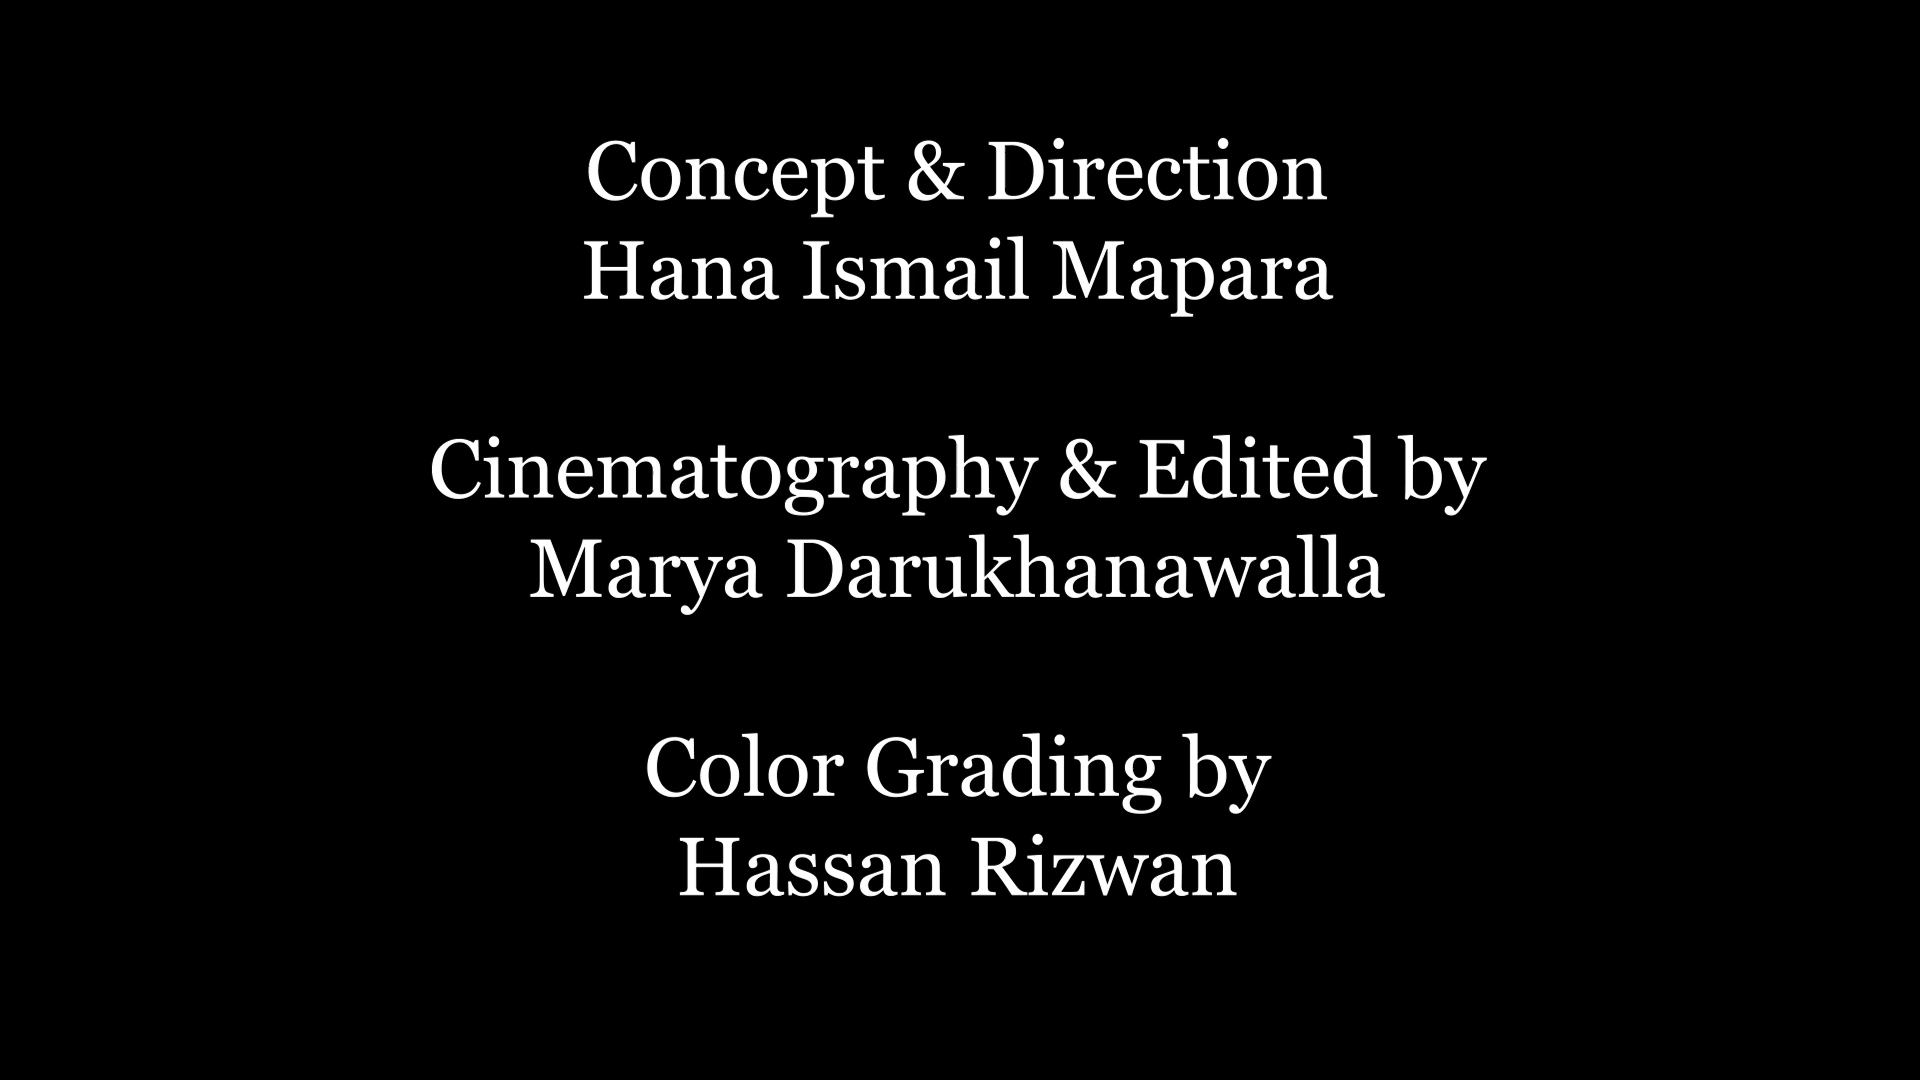 Concept & Direction
Hana Ismail Mapara
Cinematography & Edited by
Marya Darukhanawalla
Color Grading by
Hassan Rizwan